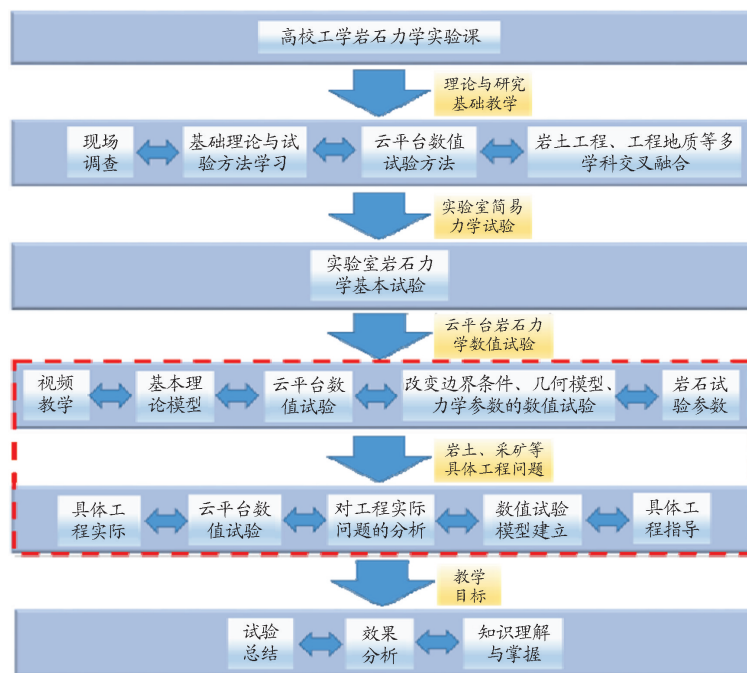 高校工学岩石力学实验课
理论与研究
基础教学
现场
调查
基础理论与试
验方法学习
云平台数值
试验方法
岩土工程、工程地质等多
学科交叉融合
实验室简易
力学试验
实验室岩石力
学基本试验
云平台岩石力
学数值试验
视频
教学
基本理
论模型
云平台数
值试验
改变边界条件、几何模型、
力学参数的数值试验
岩石试
验参数
岩土、采矿等
具体工程问题
具体工
程实际
云平台数
值试验
对工程实际
问题的分析
数值试验
模型建立
具体工
程指导
教学
目标
试验
总结
效果
分析
知识理解
与掌握